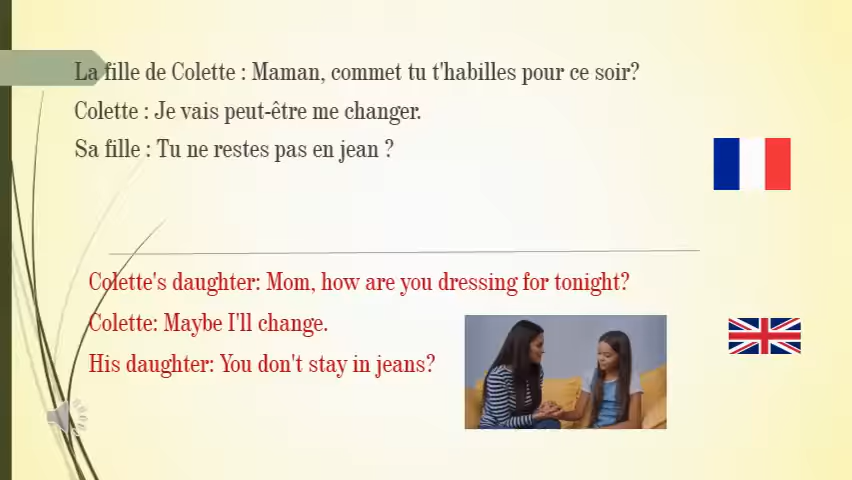 La fille de Colette : Maman, commet tu t'habilles pour ce soir?
Colette : Je vais peut-être me changer.
Sa fille : Tu ne restes pas en jean ?
Colette's daughter: Mom, how are you dressing for tonight?
Colette: Maybe I'll change.
His daughter: You don't stay in jeans?